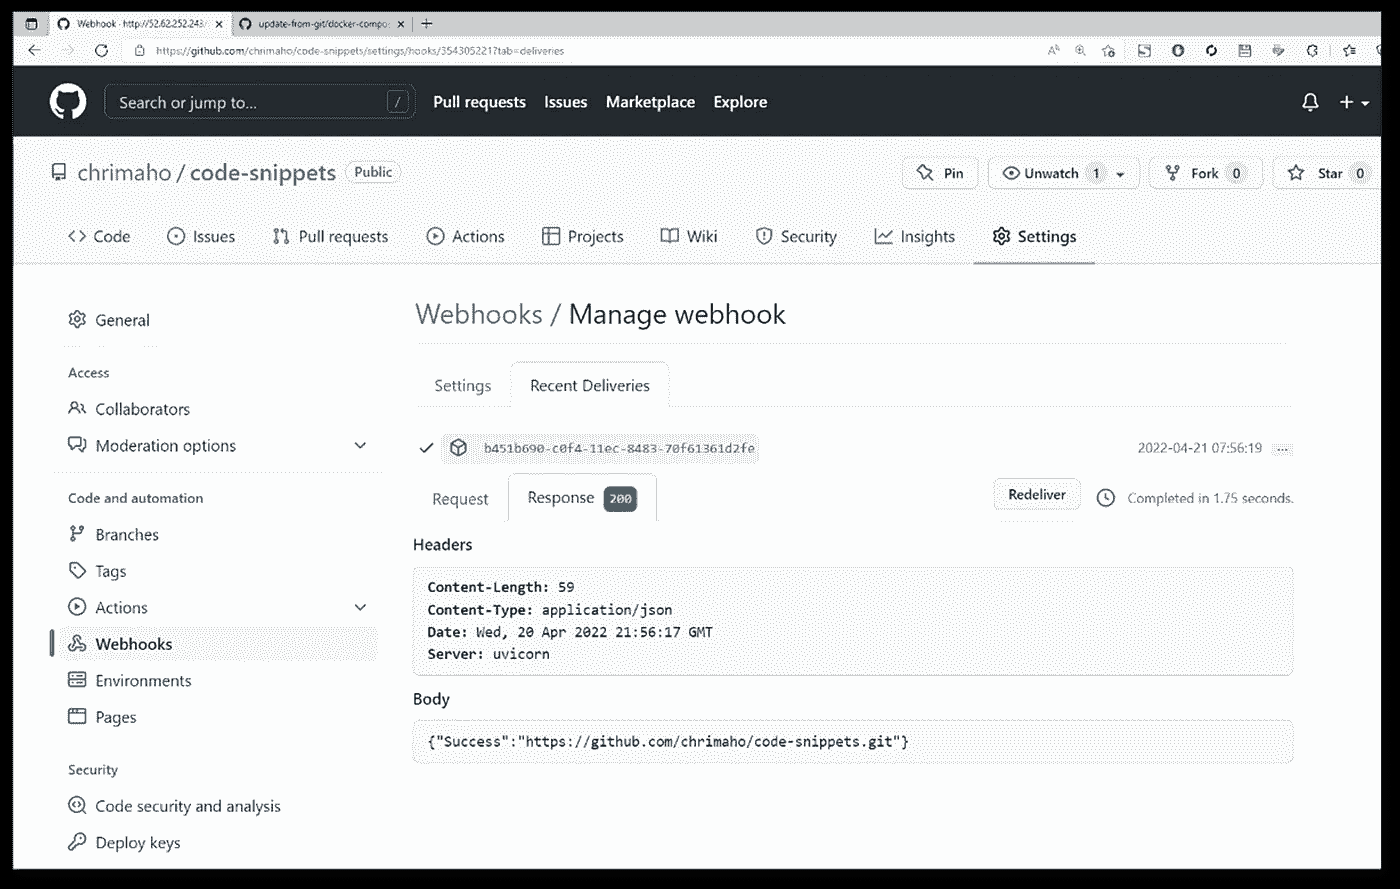 Webhook · http://52.62.252.243/
update-from-git/docker-compo
https://github.com/chrimaho/code-snippets/settings/hooks/354305221?tab=deliveries
Search or jump to... /
Pull requests Issues Marketplace Explore
chrimaho / code-snippets Public
Pin Unwatch 1 Fork 0 Star 0
Code Issues Pull requests Actions Projects Wiki Security Insights Settings
General
Access
Collaborators
Moderation options
Code and automation
Branches
Tags
Actions
Webhooks
Environments
Pages
Security
Code security and analysis
Deploy keys
Webhooks / Manage webhook
Settings Recent Deliveries
b451b690-c0f4-11ec-8483-70f61361d2fe 2022-04-21 07:56:19 ...
Request Response 200 Redeliver Completed in 1.75 seconds.
Headers
Content-Length: 59
Content-Type: application/json
Date: Wed, 20 Apr 2022 21:56:17 GMT
Server: uvicorn
Body
{"Success":"https://github.com/chrimaho/code-snippets.git"}